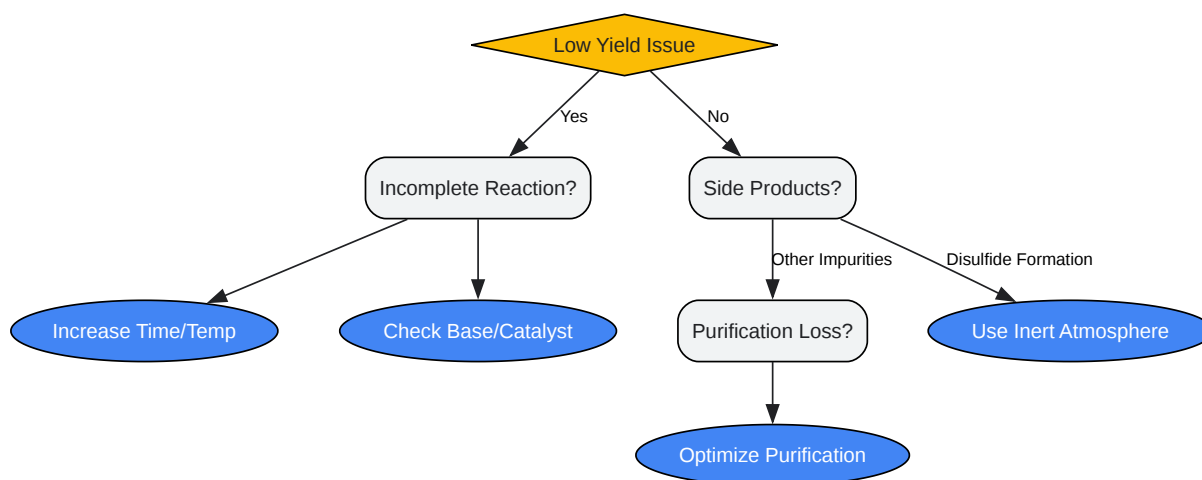 Low Yield Issue
Yes
No
Incomplete Reaction?
Side Products?
Other Impurities
Disulfide Formation
Increase Time/Temp
Check Base/Catalyst
Purification Loss?
Use Inert Atmosphere
Optimize Purification